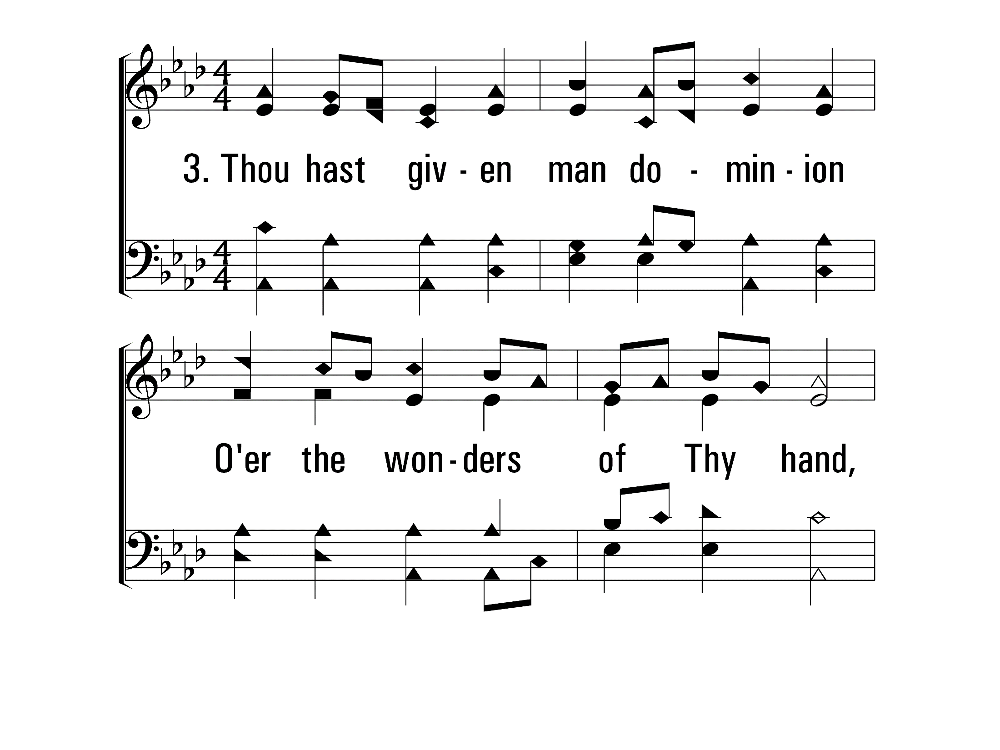 3. Thou hast giv - en man do - min - ion
O'er the won - ders of Thy hand,